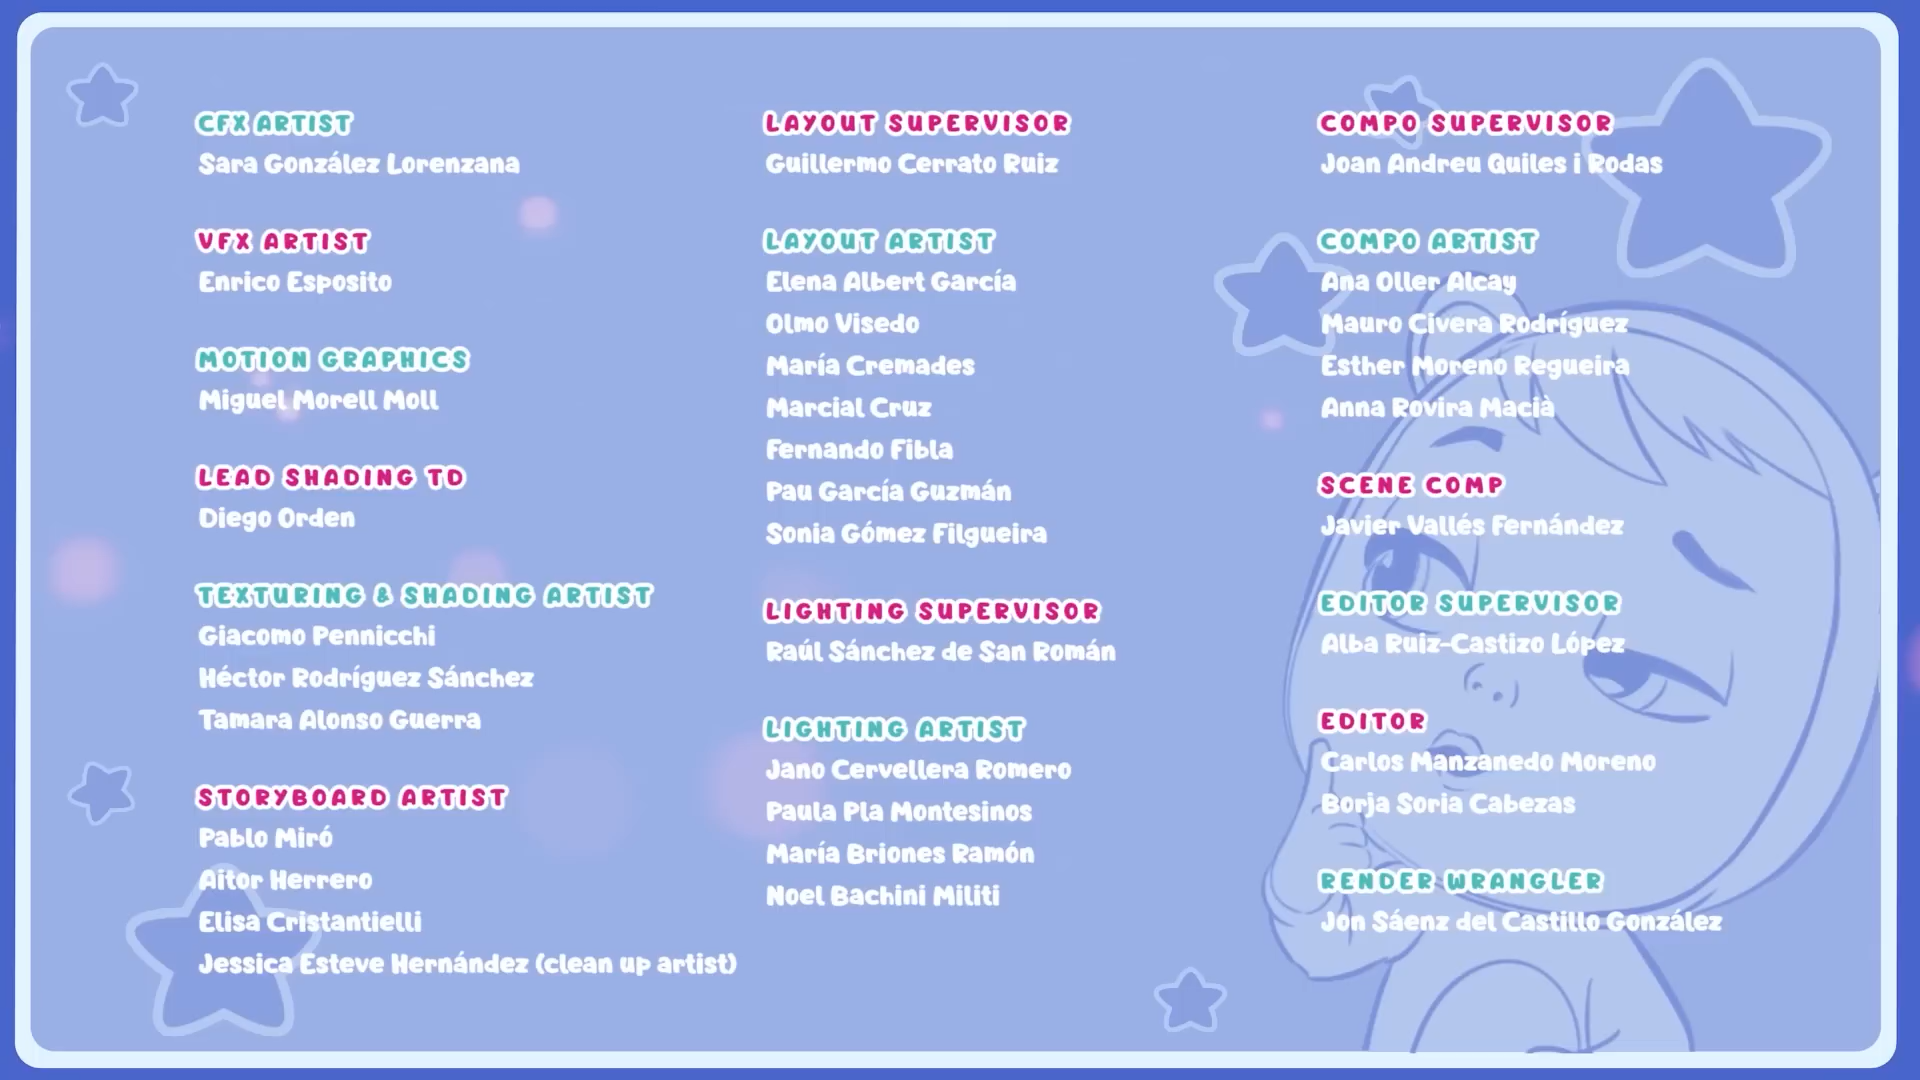 CFX ARTIST
Sara González Lorenzana
VFX ARTIST
Enrico Esposito
MOTION GRAPHICS
Miguel Morell Moll
LEAD SHADING TD
Diego Orden
TEXTURING & SHADING ARTIST
Giacomo Pennicchi
Héctor Rodríguez Sánchez
Tamara Alonso Guerra
STORYBOARD ARTIST
Pablo Miró
Aitor Herrero
Elisa Cristantielli
Jessica Esteve Hernández (clean up artist)
LAYOUT SUPERVISOR
Guillermo Cerrato Ruiz
LAYOUT ARTIST
Elena Albert García
Olmo Visedo
María Cremades
Marcial Cruz
Fernando Fibla
Pau García Guzmán
Sonia Gómez Filgueira
LIGHTING SUPERVISOR
Raúl Sánchez de San Román
LIGHTING ARTIST
Jano Cervellera Romero
Paula Pla Montesinos
María Briones Ramón
Noel Bachini Militi
COMPO SUPERVISOR
Joan Andreu Quiles i Rodas
COMPO ARTIST
Ana Oller Alcay
Mauro Civera Rodríguez
Esther Moreno Regueira
Anna Rovira Macià
SCENE COMP
Javier Vallés Fernández
EDITOR SUPERVISOR
Alba Ruiz-Castizo López
EDITOR
Carlos Manzanedo Moreno
Borja Soria Cabezas
RENDER WRANGLER
Jon Sáenz del Castillo González